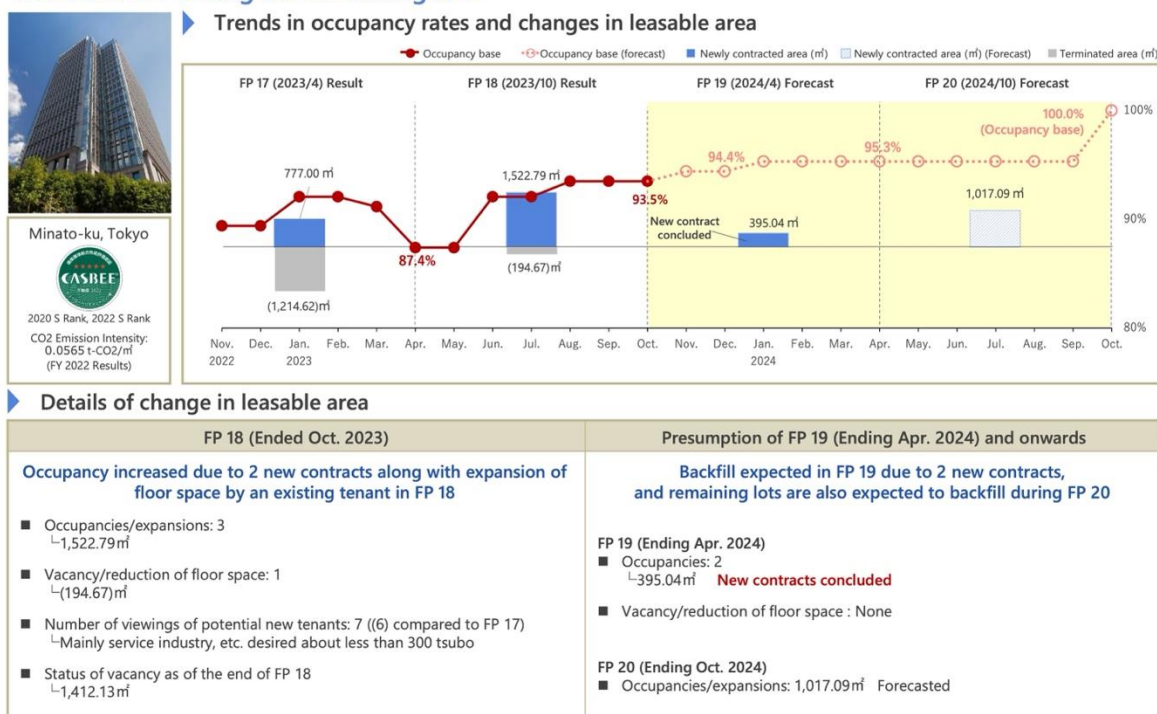 Trends in occupancy rates and changes in leasable area
Occupancy base
Occupancy base (forecast)
Newly contracted area (㎡)
Newly contracted area (㎡) (Forecast)
Terminated area (㎡)
FP 17 (2023/4) Result
FP 18 (2023/10) Result
FP 19 (2024/4) Forecast
FP 20 (2024/10) Forecast
100%
90%
80%
777.00 ㎡
(1,214.62)㎡
87.4%
1,522.79 ㎡
(194.67)㎡
93.5%
New contract
concluded
395.04 ㎡
94.4%
95.3%
1,017.09 ㎡
100.0%
(Occupancy base)
Nov. Dec. Jan. Feb. Mar. Apr. May. Jun. Jul. Aug. Sep. Oct. Nov. Dec. Jan. Feb. Mar. Apr. May. Jun. Jul. Aug. Sep. Oct.
2022 2023 2024
Minato-ku, Tokyo
CASBEE
2020 S Rank, 2022 S Rank
CO2 Emission Intensity:
0.0565 t-CO2/㎡
(FY 2022 Results)
Details of change in leasable area
FP 18 (Ended Oct. 2023)
Occupancy increased due to 2 new contracts along with expansion of
floor space by an existing tenant in FP 18
■ Occupancies/expansions: 3
└1,522.79㎡
■ Vacancy/reduction of floor space: 1
└(194.67)㎡
■ Number of viewings of potential new tenants: 7 ((6) compared to FP 17)
└Mainly service industry, etc. desired about less than 300 tsubo
■ Status of vacancy as of the end of FP 18
└1,412.13㎡
Presumption of FP 19 (Ending Apr. 2024) and onwards
Backfill expected in FP 19 due to 2 new contracts,
and remaining lots are also expected to backfill during FP 20
FP 19 (Ending Apr. 2024)
■ Occupancies: 2
└395.04㎡ New contracts concluded
■ Vacancy/reduction of floor space : None
FP 20 (Ending Oct. 2024)
■ Occupancies/expansions: 1,017.09㎡ Forecasted